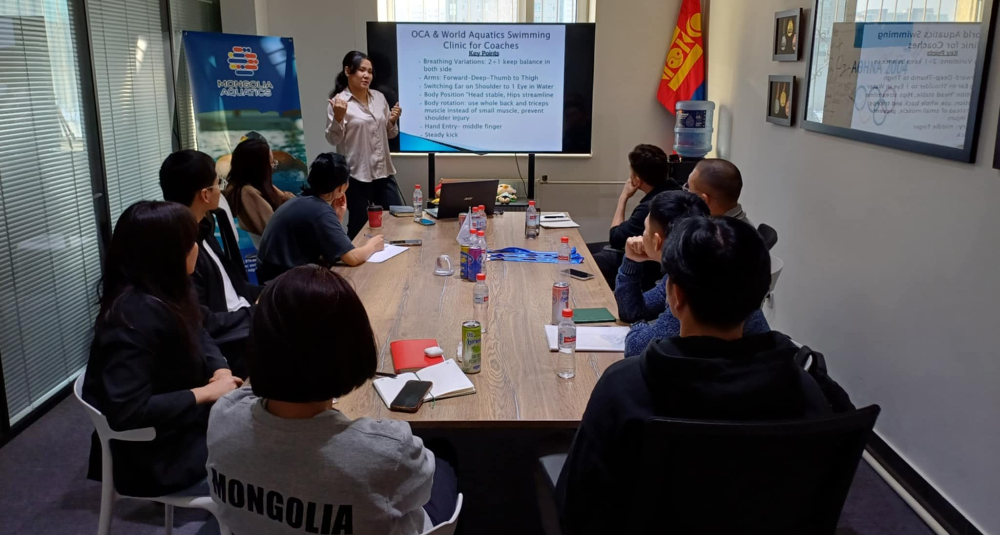 OCA & World Aquatics Swimming
Clinic for Coaches
Key Points
Breathing Variations: 2+1 keep balance in
both side
Arms: Forward-Deep-Thumb to Thigh
Switching Ear on Shoulder to 1 Eye in Water
Body Position "Head stable, Hips streamline
Body rotation: use whole back and triceps
muscle instead of small muscle, prevent
shoulder injury
Hand Entry- middle finger
Steady kick
MONGOLIA
AQUATICS
ΑΘΗΝΑ 2004
acer
MONGOLIA